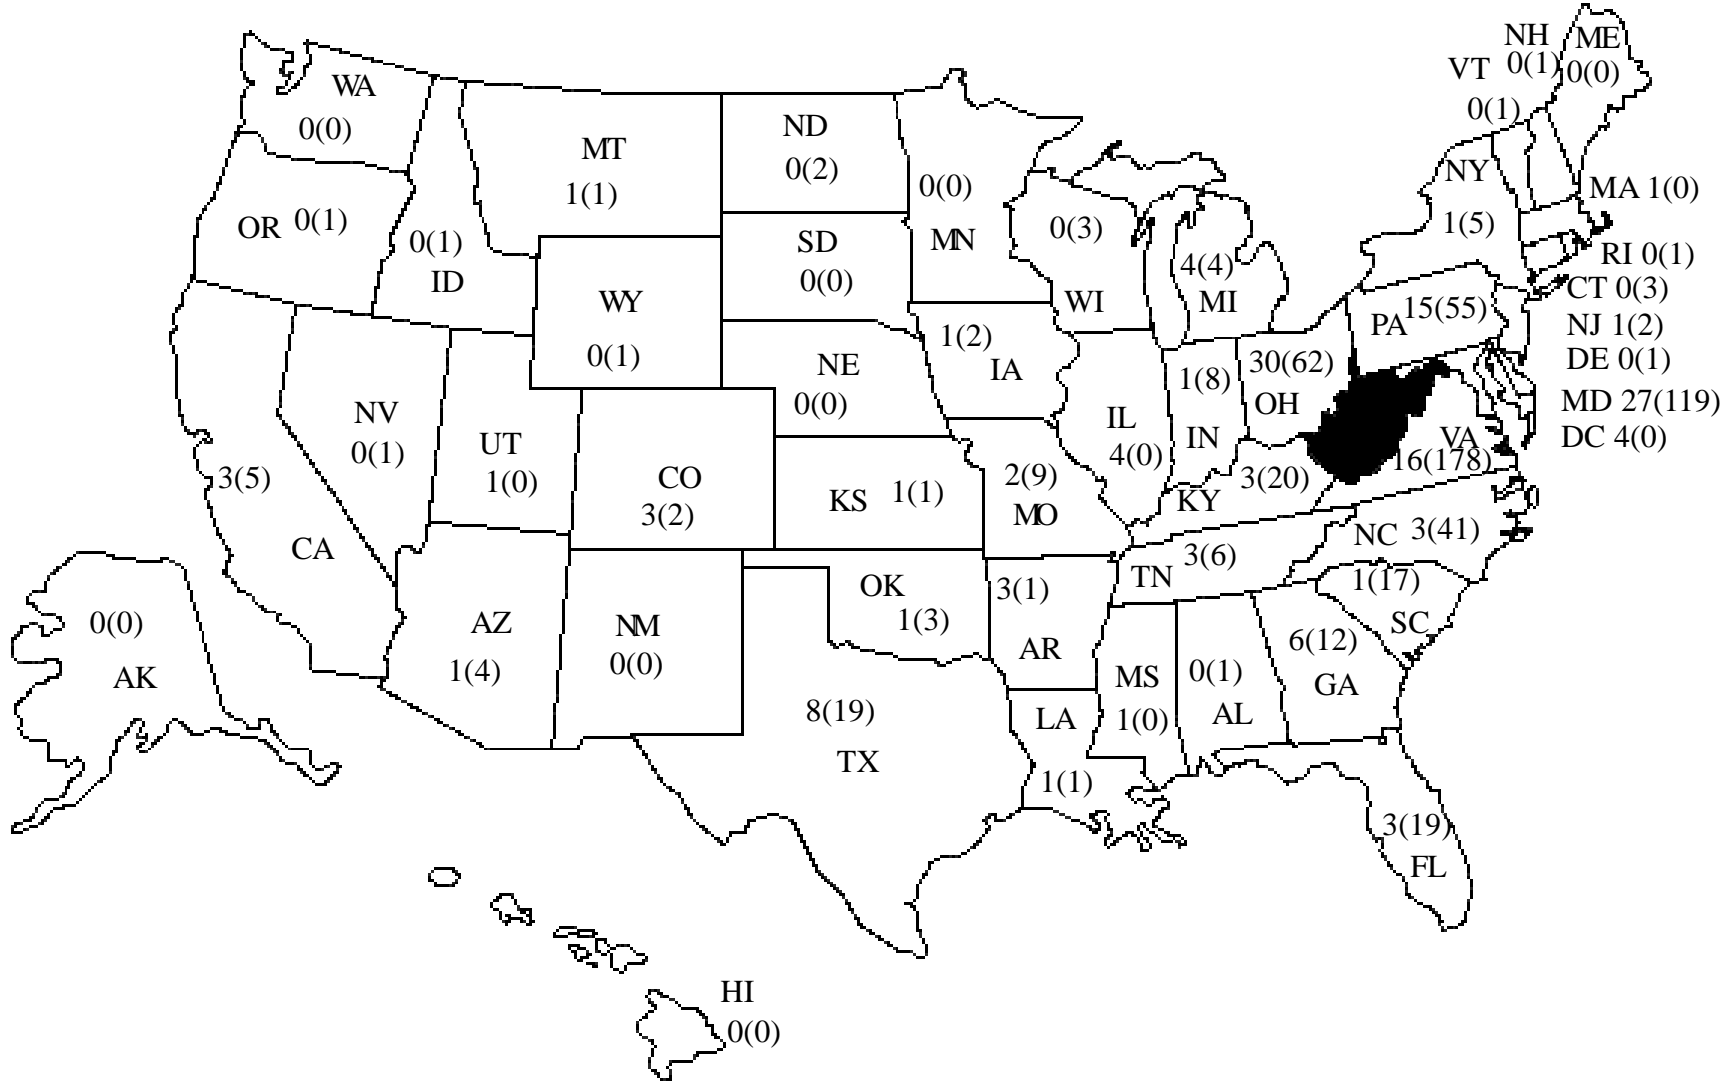 NH
ME
VT
0(1)
0(0)
0(1)
WA
0(0)
MT
1(1)
ND
0(2)
0(0)
MN
NY
1(5)
MA 1(0)
OR 0(1)
0(1)
ID
SD
0(0)
0(3)
WI
4(4)
MI
RI 0(1)
CT 0(3)
NJ 1(2)
DE 0(1)
MD 27(119)
DC 4(0)
WY
0(1)
NE
0(0)
1(2)
IA
PA 15(55)
30(62)
OH
1(8)
IN
IL
4(0)
NV
0(1)
UT
1(0)
CO
3(2)
KS 1(1)
2(9)
MO
VA
16(178)
3(20)
KY
3(5)
CA
NC 3(41)
TN 3(6)
1(17)
SC
OK
1(3)
3(1)
AR
0(0)
AK
AZ
1(4)
NM
0(0)
6(12)
GA
MS
1(0)
0(1)
AL
8(19)
TX
LA
1(1)
3(19)
FL
HI
0(0)